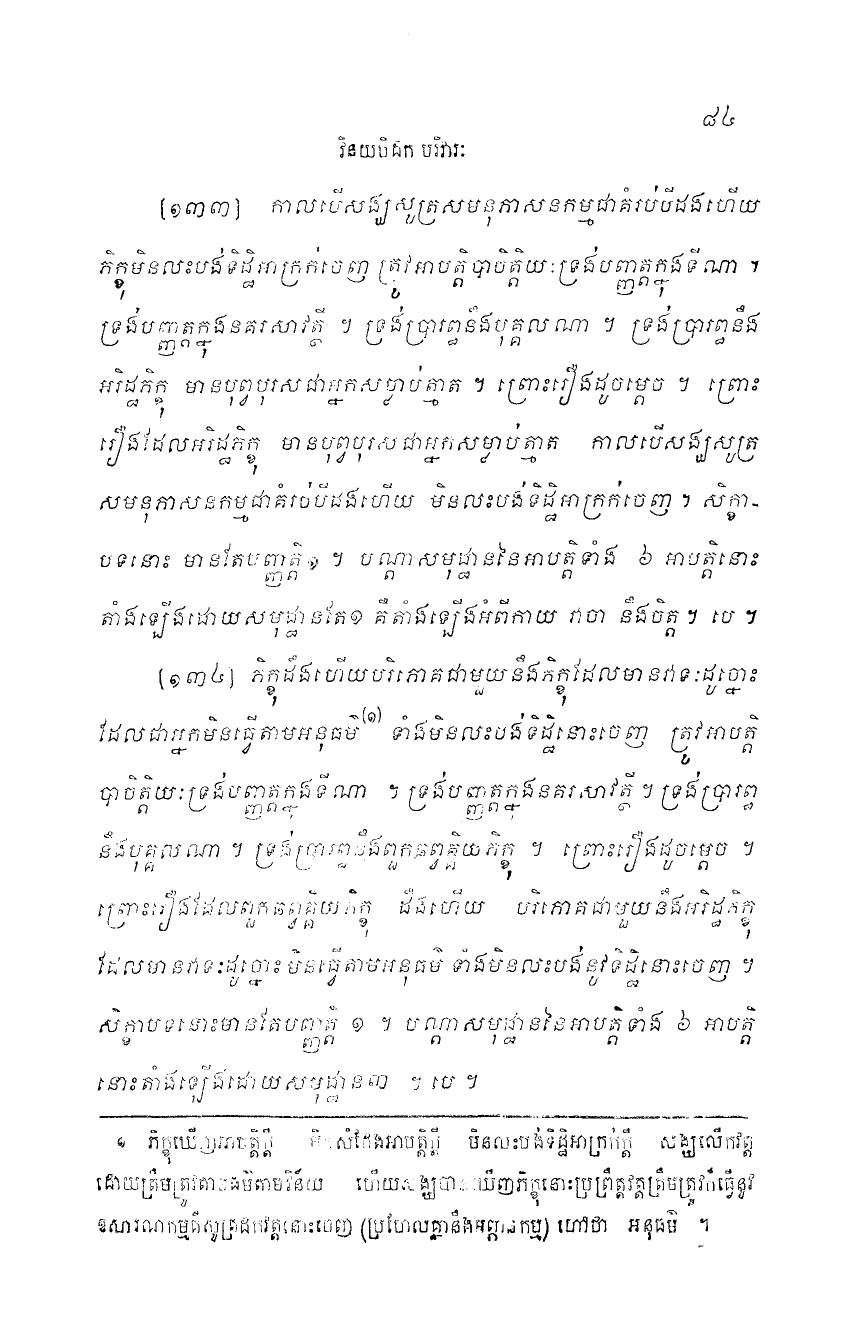 ៨៤
វិនយបិដក បរិវារៈ
[១៣៣] កាលបើសង្ឃសូត្រសមនុភាសនកម្មជាគំរប់បីដងហើយ
ភិក្ខុមិនលះបង់ទិដ្ឋិអាក្រក់ចេញ ត្រូវអាបត្តិបាចិត្តិយៈទ្រង់បញ្ញត្តក្នុងទីណា ។
ទ្រង់បញ្ញត្តក្នុងនគរសាវត្ថី ។ ទ្រង់ប្រារព្ធនឹងបុគ្គលណា ។ ទ្រង់ប្រារព្ធនឹង
អរិដ្ឋភិក្ខុ មានបុព្វបុរសជាអ្នកសម្លាប់ត្មាត ។ ព្រោះរឿងដូចម្តេច ។ ព្រោះ
រឿងដែលអរិដ្ឋភិក្ខុ មានបុព្វបុរសជាអ្នកសម្លាប់ត្មាត កាលបើសង្ឃសូត្រ
សមនុភាសនកម្មជាគំរប់បីដងហើយ មិនលះបង់ទិដ្ឋិអាក្រក់ចេញ ។ សិក្ខា-
បទនោះ មានតែបញ្ញត្តិ ១ ។ បណ្តាសមុដ្ឋាននៃអាបត្តិទាំង ៦ អាបត្តិនោះ
តាំងឡើងដោយសមុដ្ឋានតែ១ គឺតាំងឡើងអំពីកាយ វាចា នឹងចិត្ត ។ បេ ។
[១៣៤] ភិក្ខុដឹងហើយបរិភោគជាមួយនឹងភិក្ខុដែលមានវាទៈដូច្នោះ
ដែលជាអ្នកមិនធ្វើតាមអនុធម៌(១) ទាំងមិនលះបង់ទិដ្ឋិនោះចេញ ត្រូវអាបត្តិ
បាចិត្តិយៈទ្រង់បញ្ញត្តក្នុងទីណា ។ ទ្រង់បញ្ញត្តក្នុងនគរសាវត្ថី ។ ទ្រង់ប្រារព្ធ
នឹងបុគ្គលណា ។ ទ្រង់ប្រារព្ធនឹងពួកឆព្វគ្គិយភិក្ខុ ។ ព្រោះរឿងដូចម្តេច ។
ព្រោះរឿងដែលពួកឆព្វគ្គិយភិក្ខុ ដឹងហើយ បរិភោគជាមួយនឹងអរិដ្ឋភិក្ខុ
ដែលមានវាទៈដូច្នោះមិនធ្វើតាមអនុធម៌ ទាំងមិនលះបង់នូវទិដ្ឋិនោះចេញ ។
សិក្ខាបទនោះមានតែបញ្ញត្តិ ១ ។ បណ្តាសមុដ្ឋាននៃអាបត្តិទាំង ៦ អាបត្តិ
នោះតាំងឡើងដោយសមុដ្ឋាន៣ ។ បេ ។
១ ភិក្ខុឃើញអាបត្តិក្តី មិនសំដែងអាបត្តិក្តី មិនលះបង់ទិដ្ឋិអាក្រក់ក្តី សង្ឃលើកវត្ត
ដោយត្រឹមត្រូវតាមធម៌តាមវិន័យ ហើយសង្ឃបានឃើញភិក្ខុនោះប្រព្រឹត្តវត្តត្រឹមត្រូវក៏ធ្វើនូវ
ឱសារណកម្មគឺសូត្រដកវត្តនោះចេញ (ប្រហែលគ្នានឹងអព្ភានកម្ម) ហៅថា អនុធម៌ ។